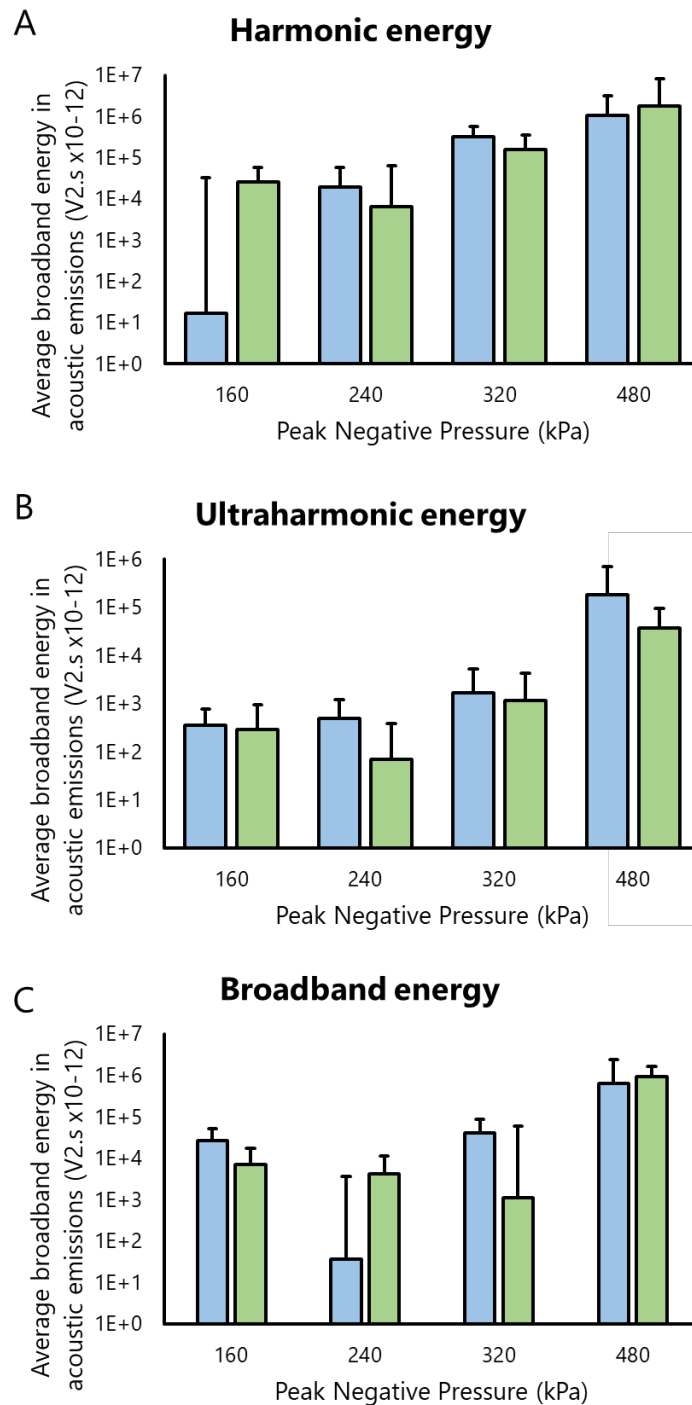 A
Harmonic energy
Average broadband energy in
acoustic emissions (V2.s x10-12)
1E+7
1E+6
1E+5
1E+4
1E+3
1E+2
1E+1
1E+0
160 240 320 480
Peak Negative Pressure (kPa)
B
Ultraharmonic energy
Average broadband energy in
acoustic emissions (V2.s x10-12)
1E+6
1E+5
1E+4
1E+3
1E+2
1E+1
1E+0
160 240 320 480
Peak Negative Pressure (kPa)
C
Broadband energy
Average broadband energy in
acoustic emissions (V2.s x10-12)
1E+7
1E+6
1E+5
1E+4
1E+3
1E+2
1E+1
1E+0
160 240 320 480
Peak Negative Pressure (kPa)